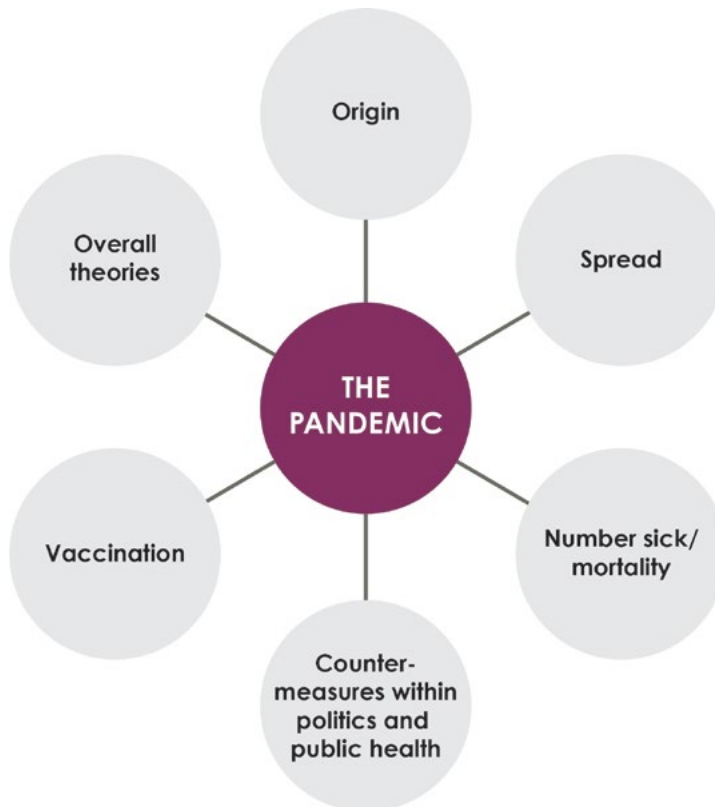 Origin
Overall
theories
Spread
THE
PANDEMIC
Vaccination
Number sick/
mortality
Counter-
measures within
politics and
public health